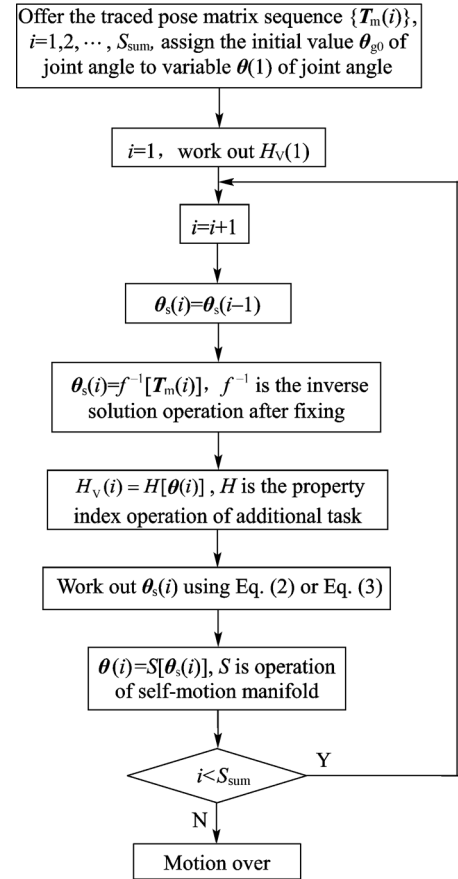 Offer the traced pose matrix sequence {Tm(i)},
i=1,2, ··· , Ssum, assign the initial value θg0 of
joint angle to variable θ(1) of joint angle
i=1, work out HV(1)
i=i+1
θs(i)=θs(i–1)
θs(i)=f⁻¹[Tm(i)], f⁻¹ is the inverse
solution operation after fixing
HV(i) = H[θ(i)] , H is the property
index operation of additional task
Work out θs(i) using Eq. (2) or Eq. (3)
θ(i)=S[θs(i)], S is operation
of self-motion manifold
i<Ssum
Y
N
Motion over